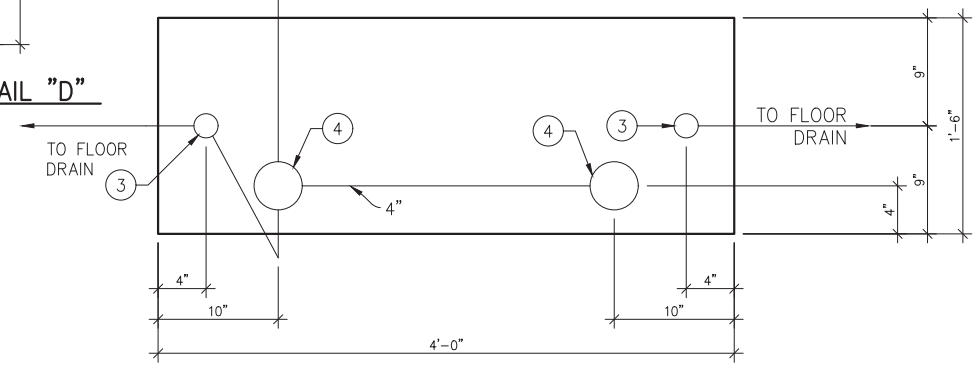 AIL "D"
TO FLOOR
DRAIN
3
4
4"
4
3
TO FLOOR
DRAIN
9"
9"
1'-6"
4"
4"
10"
4"
10"
4'-0"